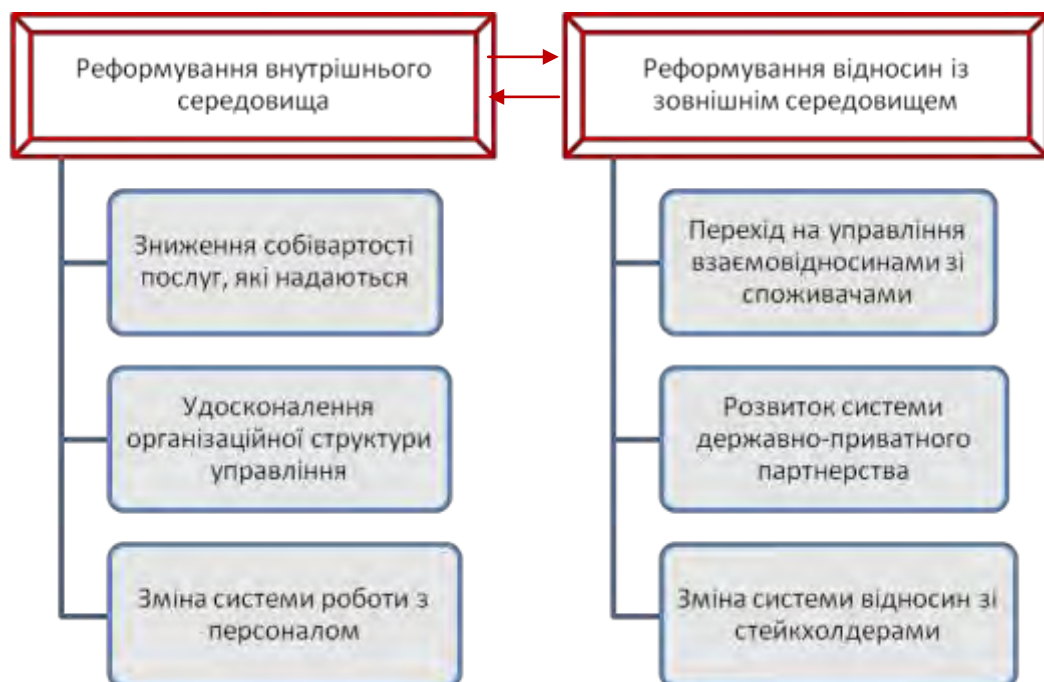 Реформування внутрішнього
середовища
Зниження собівартості
послуг, які надаються
Удосконалення
організаційної структури
управління
Зміна системи роботи з
персоналом
Реформування відносин із
зовнішнім середовищем
Перехід на управління
взаємовідносинами зі
споживачами
Розвиток системи
державно-приватного
партнерства
Зміна системи відносин зі
стейкхолдерами